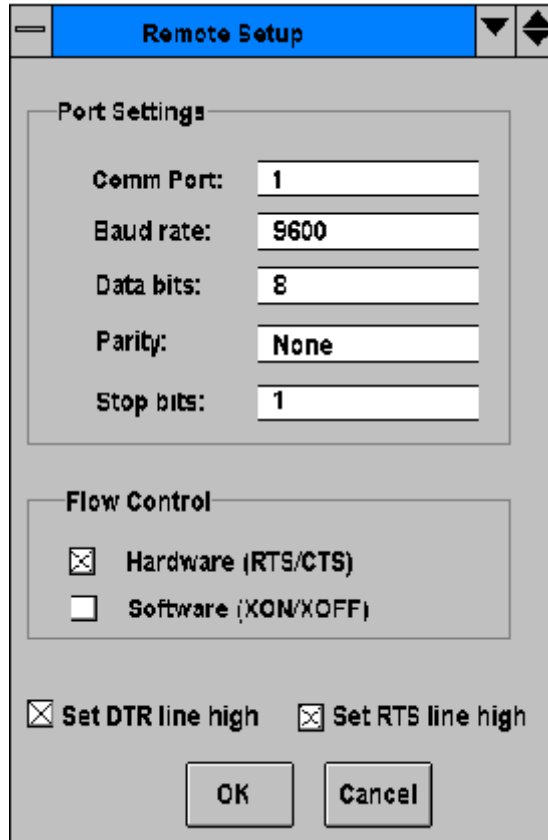 Remote Setup
Port Settings
Comm Port: 1
Baud rate: 9600
Data bits: 8
Parity: None
Stop bits: 1
Flow Control
Hardware (RTS/CTS)
Software (XON/XOFF)
Set DTR line high Set RTS line high
OK Cancel